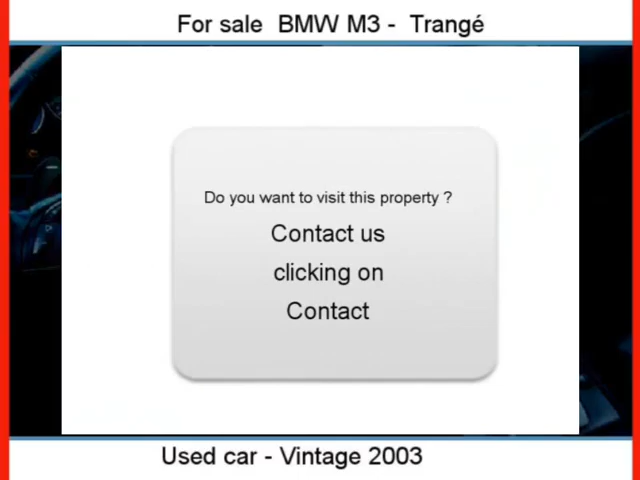 For sale  BMW M3 -  Trangé
Do you want to visit this property ?
Contact us
clicking on
Contact
Used car - Vintage 2003